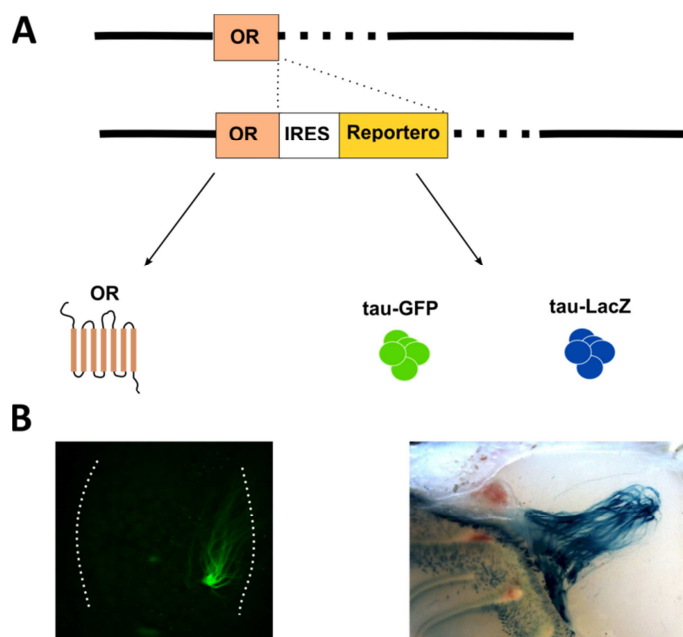 A
OR
OR IRES Reportero
OR
tau-GFP tau-LacZ
B